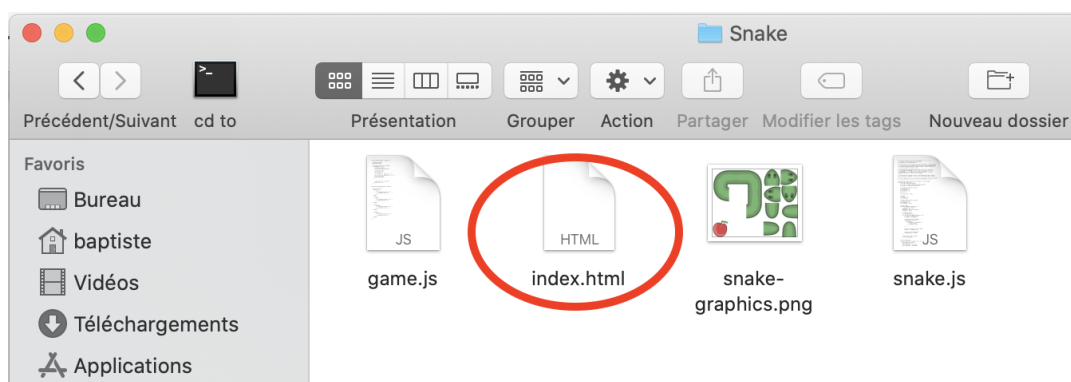 Snake
>_
Précédent/Suivant cd to Présentation Grouper Action Partager Modifier les tags Nouveau dossier
Favoris
Bureau
baptiste
Vidéos
Téléchargements
Applications
JS HTML JS
game.js index.html snake- snake.js
graphics.png